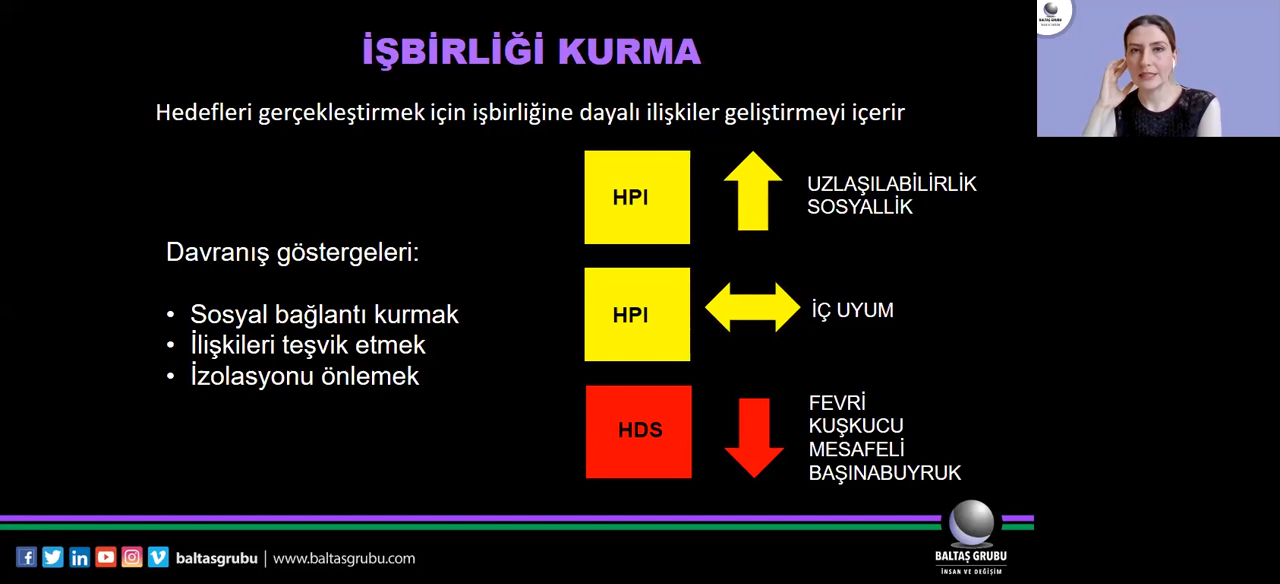 İŞBİRLİĞİ KURMA
Hedefleri gerçekleştirmek için işbirliğine dayalı ilişkiler geliştirmeyi içerir
Davranış göstergeleri:
• Sosyal bağlantı kurmak
• İlişkileri teşvik etmek
• İzolasyonu önlemek
HPI
UZLAŞILABİLİRLİK
SOSYALLİK
HPI
İÇ UYUM
HDS
FEVRİ
KUŞKUCU
MESAFELİ
BAŞINABUYRUK
baltasgrubu | www.baltasgrubu.com
BALTAŞ GRUBU
İNSAN VE DEĞİŞİM
BALTAŞ GRUBU